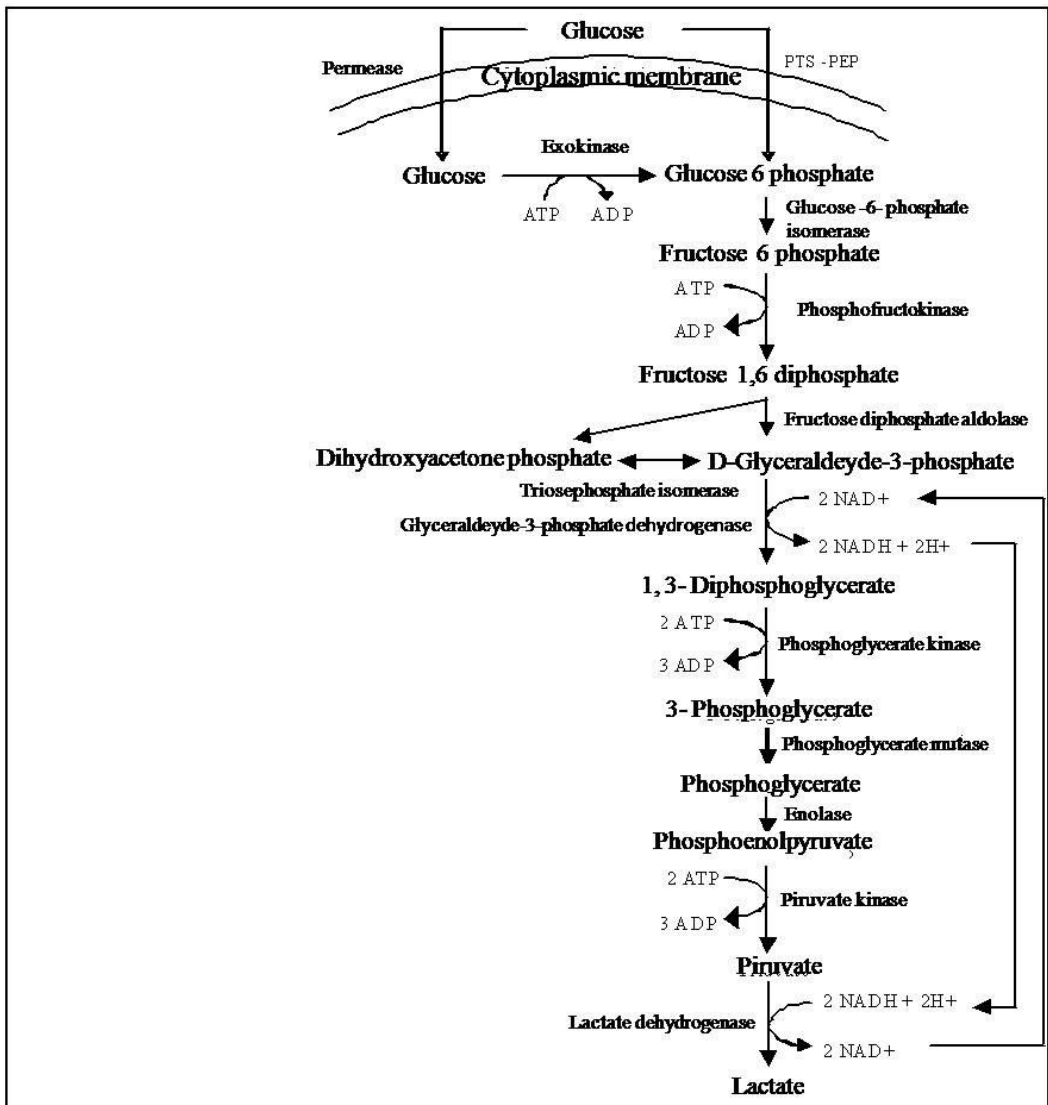 Glucose
Permease
PTS -PEP
Cytoplasmic membrane
Exokinase
Glucose
Glucose 6 phosphate
ATP
ADP
Glucose -6- phosphate
isomerase
Fructose 6 phosphate
ATP
Phosphofructokinase
ADP
Fructose 1,6 diphosphate
Fructose diphosphate aldolase
Dihydroxyacetone phosphate
D-Glyceraldeyde-3-phosphate
Triosephosphate isomerase
2 NAD+
Glyceraldeyde-3-phosphate dehydrogenase
2 NADH + 2H+
1,3- Diphosphoglycerate
2 ATP
Phosphoglycerate kinase
3 ADP
3- Phosphoglycerate
Phosphoglycerate mutase
Phosphoglycerate
Enolase
Phosphoenolpyruvate
2 ATP
Piruvate kinase
3 ADP
Piruvate
2 NADH + 2H+
Lactate dehydrogenase
2 NAD+
Lactate